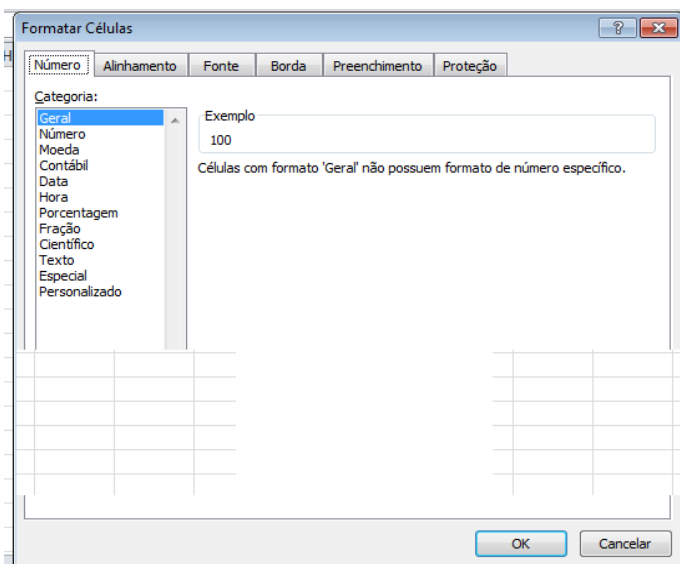 Formatar Células
H
Número Alinhamento Fonte Borda Preenchimento Proteção
Categoria:
Geral
Número
Moeda
Contábil
Data
Hora
Porcentagem
Fração
Científico
Texto
Especial
Personalizado
Exemplo
100
Células com formato 'Geral' não possuem formato de número específico.
OK Cancelar